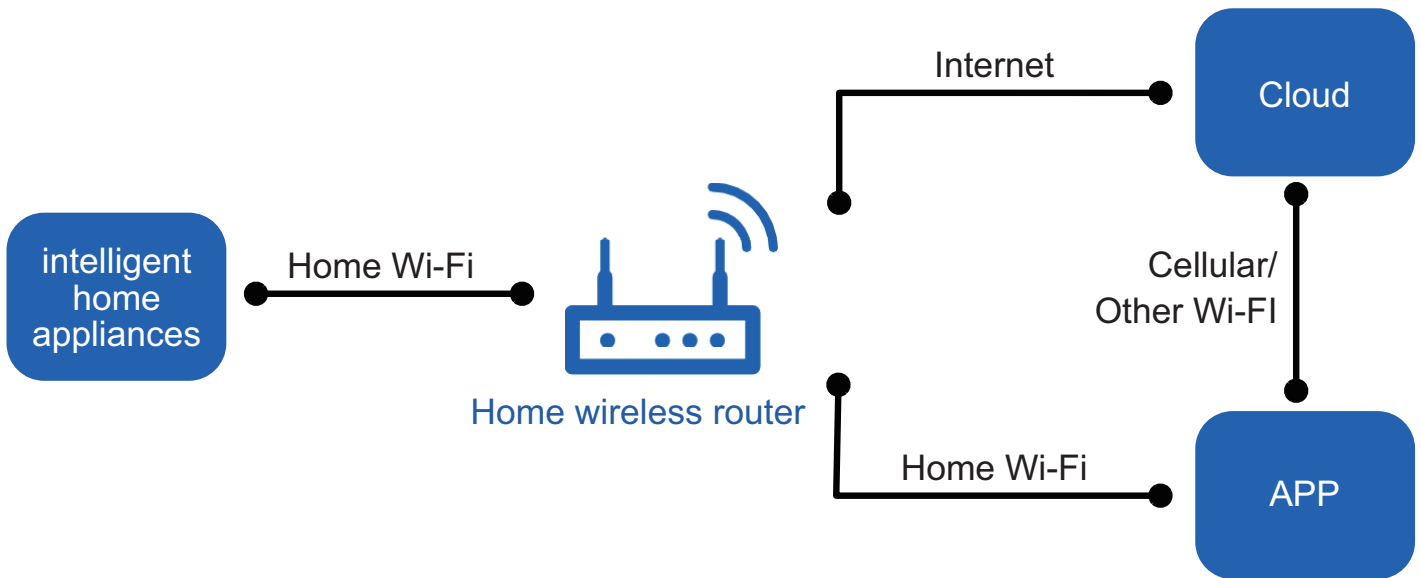 Internet
Cloud
intelligent
home
appliances
Home Wi-Fi
Cellular/
Other Wi-FI
Home wireless router
Home Wi-Fi
APP